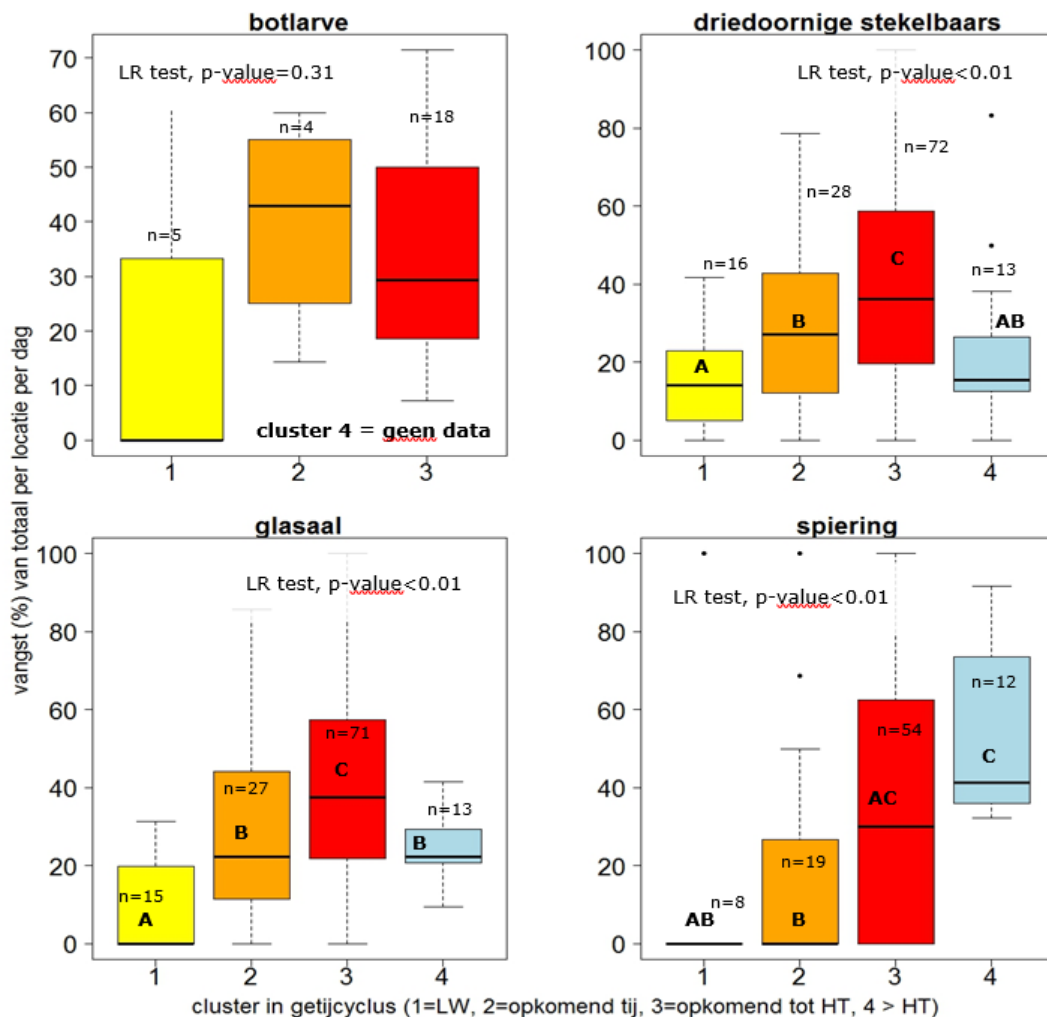 botlarve
LR test, p-value=0.31
70
60
50
40
30
20
10
0
n=5
n=4
n=18
cluster 4 = geen data
1 2 3
driedoornige stekelbaars
LR test, p-value<0.01
100
80
60
40
20
0
n=16
n=28
n=72
n=13
A
B
C
AB
1 2 3 4
vangst (%) van totaal per locatie per dag
glasaal
LR test, p-value<0.01
100
80
60
40
20
0
n=15
n=27
n=71
n=13
A
B
C
B
1 2 3 4
spiering
LR test, p-value<0.01
100
80
60
40
20
0
n=8
n=19
n=54
n=12
AB
B
AC
C
1 2 3 4
cluster in getijcyclus (1=LW, 2=opkomend tij, 3=opkomend tot HT, 4 > HT)